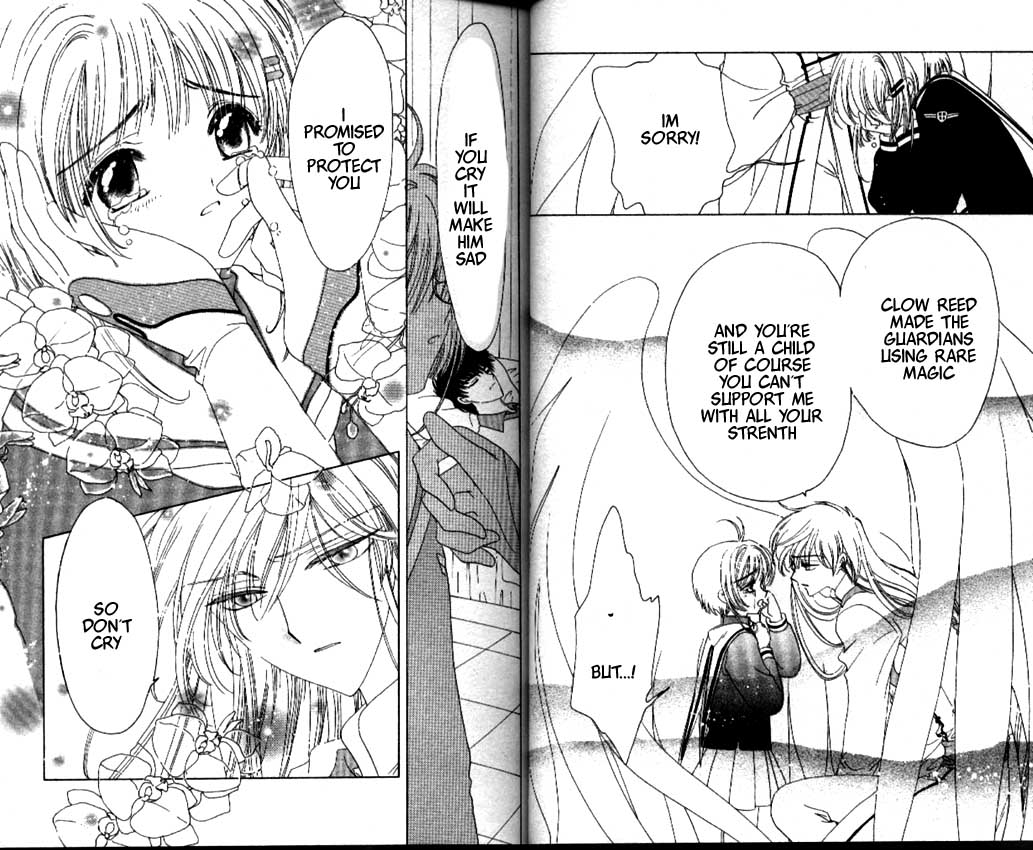 IM
SORRY!
CLOW REED
MADE THE
GUARDIANS
USING RARE
MAGIC
AND YOU'RE
STILL A CHILD
OF COURSE
YOU CAN'T
SUPPORT ME
WITH ALL YOUR
STRENTH
BUT...!
IF
YOU
CRY
IT
WILL
MAKE
HIM
SAD
I
PROMISED
TO
PROTECT
YOU
SO
DON'T
CRY